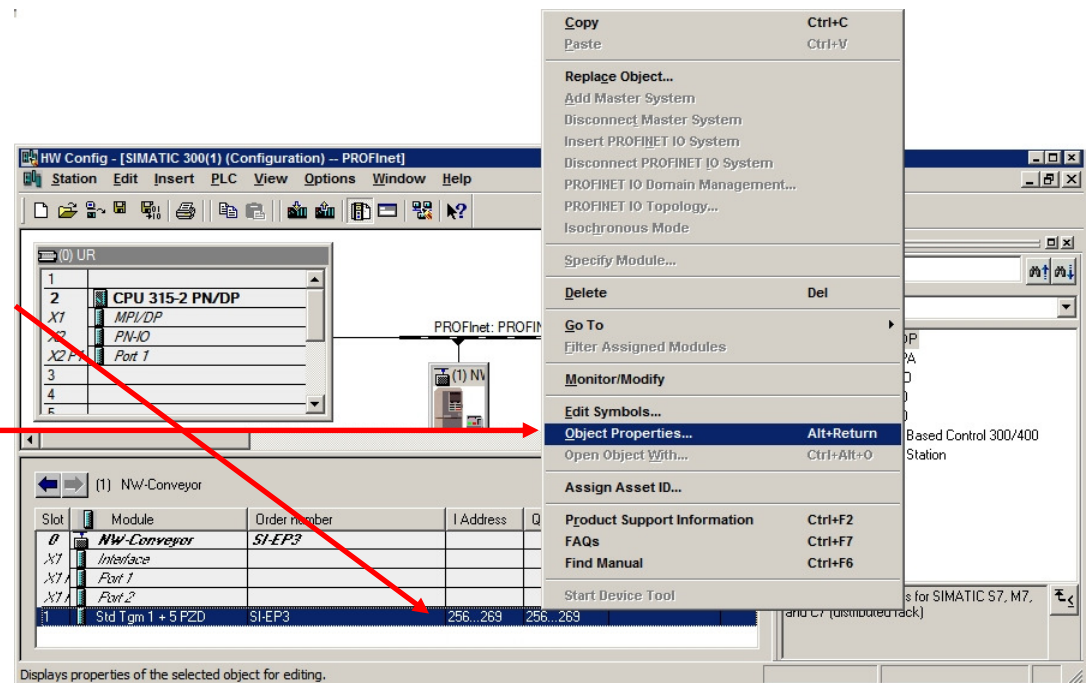 Copy Ctrl+C
Paste Ctrl+V
Replace Object...
Add Master System
Disconnect Master System
Insert PROFINET IO System
Disconnect PROFINET IO System
PROFINET IO Domain Management...
PROFINET IO Topology...
Isochronous Mode
Specify Module...
Delete Del
Go To
Filter Assigned Modules
Monitor/Modify
Edit Symbols...
Object Properties... Alt+Return
Open Object With... Ctrl+Alt+O
Assign Asset ID...
Product Support Information Ctrl+F2
FAQs Ctrl+F7
Find Manual Ctrl+F6
Start Device Tool
HW Config - [SIMATIC 300(1) (Configuration) -- PROFInet]
Station Edit Insert PLC View Options Window Help
(0) UR
1
2 CPU 315-2 PN/DP
X1 MPI/DP
X2 PN-IO
X2 P1 Port 1
3
4
5
PROFInet: PROFIN
(1) NW
DP
PA
Based Control 300/400
Station
(1) NW-Conveyor
Slot Module Order number I Address Q
0 NW-Conveyor SI-EP3
X1 Interface
X1 Port 1
X1 Port 2
1 Std Tgm 1 + 5 PZD SI-EP3 256...269 256...269
s for SIMATIC S7, M7,
and C7 (distributed rack)
Displays properties of the selected object for editing.